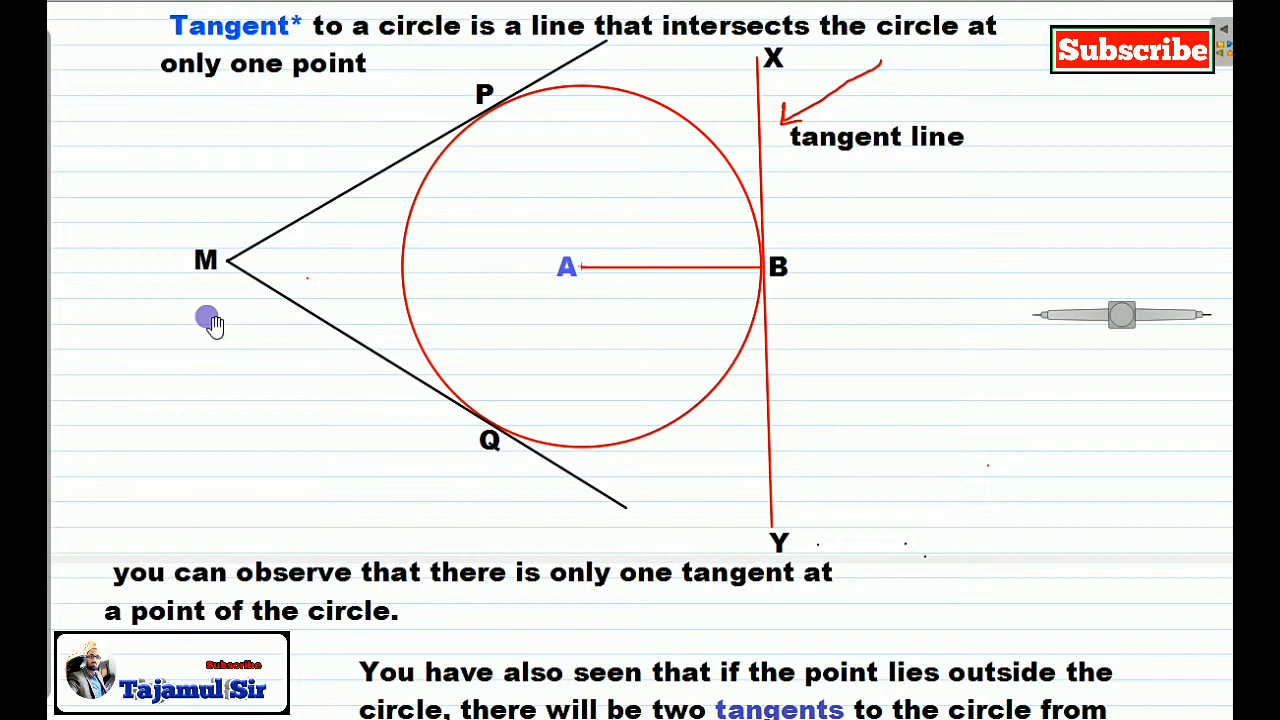 Tangent* to a circle is a line that intersects the circle at
only one point
Subscribe
X
P
tangent line
M
A
B
Q
Y
you can observe that there is only one tangent at
a point of the circle.
Subscribe
Tajamul Sir
You have also seen that if the point lies outside the
circle, there will be two tangents to the circle from